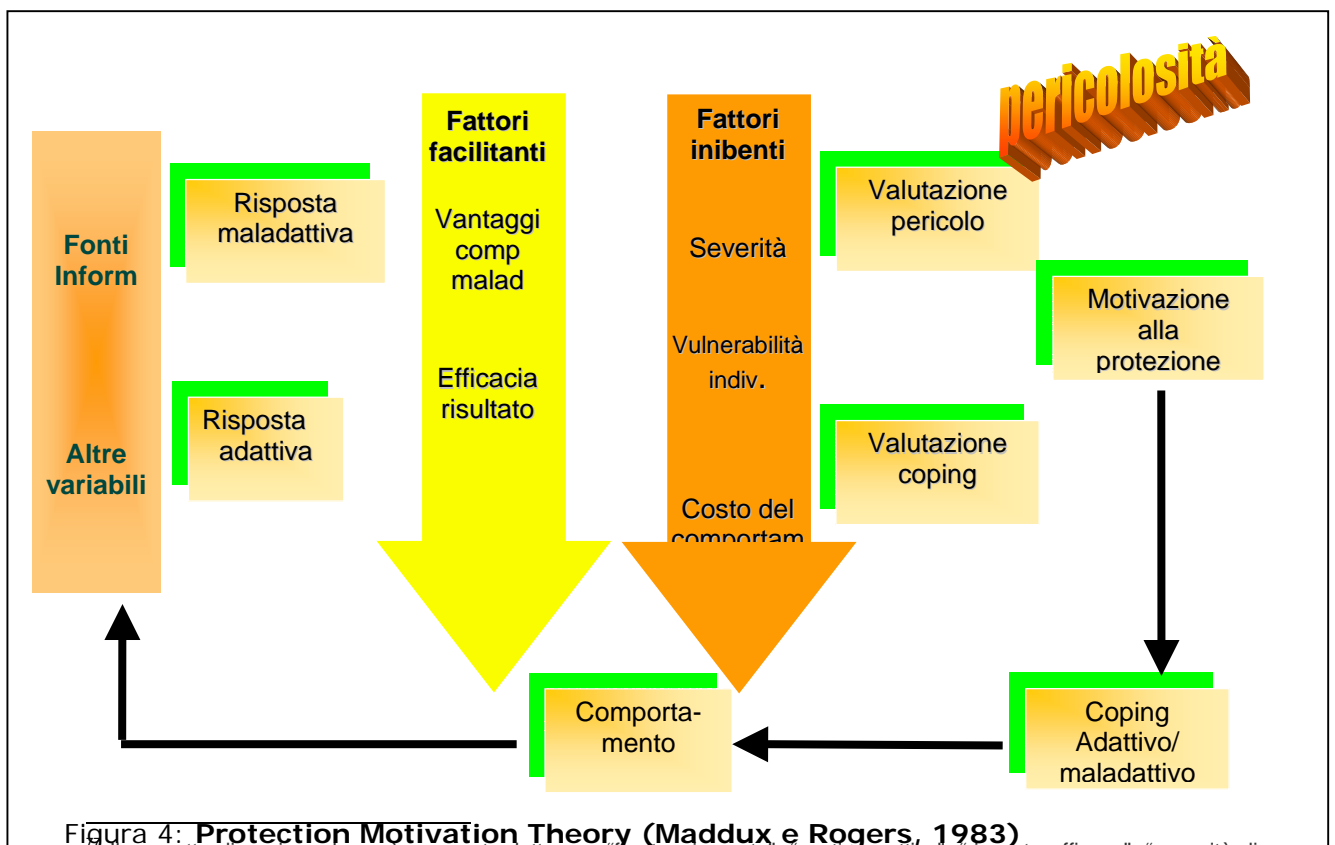 pericolosità
Fonti
Inform
Altre
variabili
Risposta
maladattiva
Risposta
adattiva
Fattori
facilitanti
Vantaggi
comp
malad
Efficacia
risultato
Fattori
inibenti
Severità
Vulnerabilità
indiv.
Costo del
comportam
Valutazione
pericolo
Valutazione
coping
Motivazione
alla
protezione
Coping
Adattivo/
maladattivo
Comporta-
mento
Figura 4: Protection Motivation Theory (Maddux e Rogers, 1983)